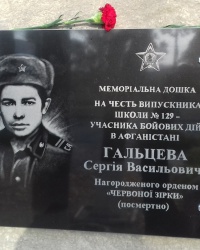 МЕМОРІАЛЬНА ДОШКА
НА ЧЕСТЬ ВИПУСКНИКА
ШКОЛИ № 129 –
УЧАСНИКА БОЙОВИХ ДІЙ
В АФГАНІСТАНІ
ГАЛЬЦЕВА
Сергія Васильович
Нагородженого орденом
«ЧЕРВОНОЇ ЗІРКИ»
(посмертно)